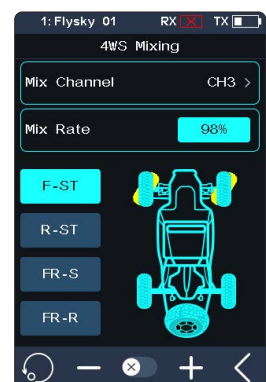 1: Flysky 01 RX TX
4WS Mixing
Mix Channel CH3 >
Mix Rate 98%
F-ST
R-ST
FR-S
FR-R